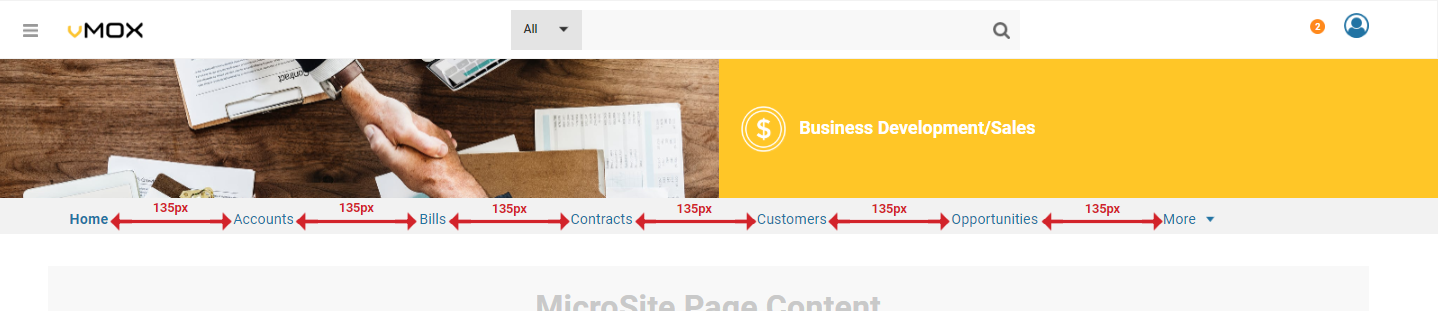 vMOX
All
2
Contract
$ Business Development/Sales
135px 135px 135px 135px 135px 135px
Home Accounts Bills Contracts Customers Opportunities More
MicroSite Page Content